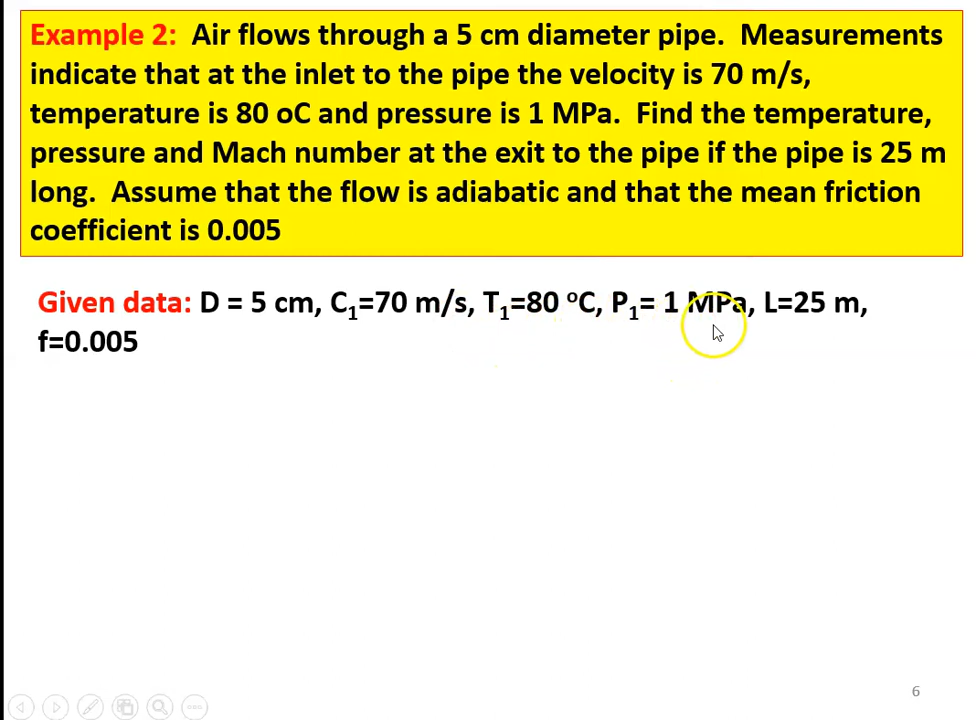 Example 2: Air flows through a 5 cm diameter pipe. Measurements
indicate that at the inlet to the pipe the velocity is 70 m/s,
temperature is 80 oC and pressure is 1 MPa. Find the temperature,
pressure and Mach number at the exit to the pipe if the pipe is 25 m
long. Assume that the flow is adiabatic and that the mean friction
coefficient is 0.005
Given data: D = 5 cm, C₁=70 m/s, T₁=80 ᵒC, P₁= 1 MPa, L=25 m,
f=0.005
6